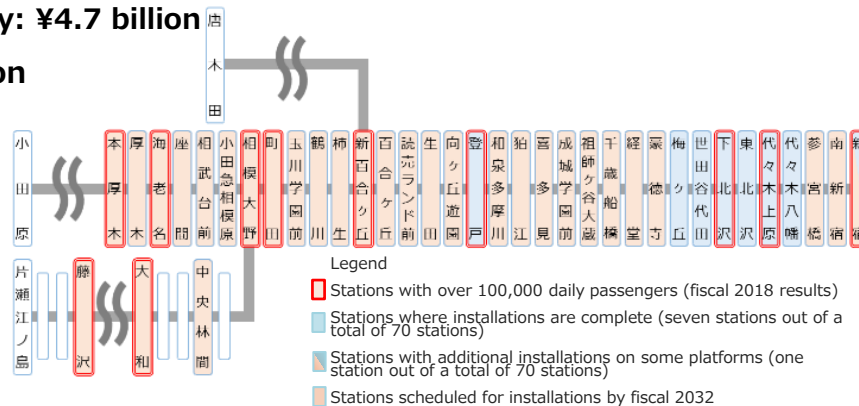 y: ¥4.7 billion
on
唐木田
小田原
本厚木
厚木
海老名
座間
相武台前
小田急相模原
相模大野
町田
玉川学園前
鶴川
柿生
新百合ヶ丘
百合ヶ丘
読売ランド前
生田
向ヶ丘遊園
登戸
和泉多摩川
狛江
喜多見
成城学園前
祖師ヶ谷大蔵
千歳船橋
経堂
豪徳寺
梅ヶ丘
世田谷代田
下北沢
東北沢
代々木上原
代々木八幡
参宮橋
南新宿
新宿
片瀬江ノ島
藤沢
大和
中央林間
Legend
Stations with over 100,000 daily passengers (fiscal 2018 results)
Stations where installations are complete (seven stations out of a
total of 70 stations)
Stations with additional installations on some platforms (one
station out of a total of 70 stations)
Stations scheduled for installations by fiscal 2032